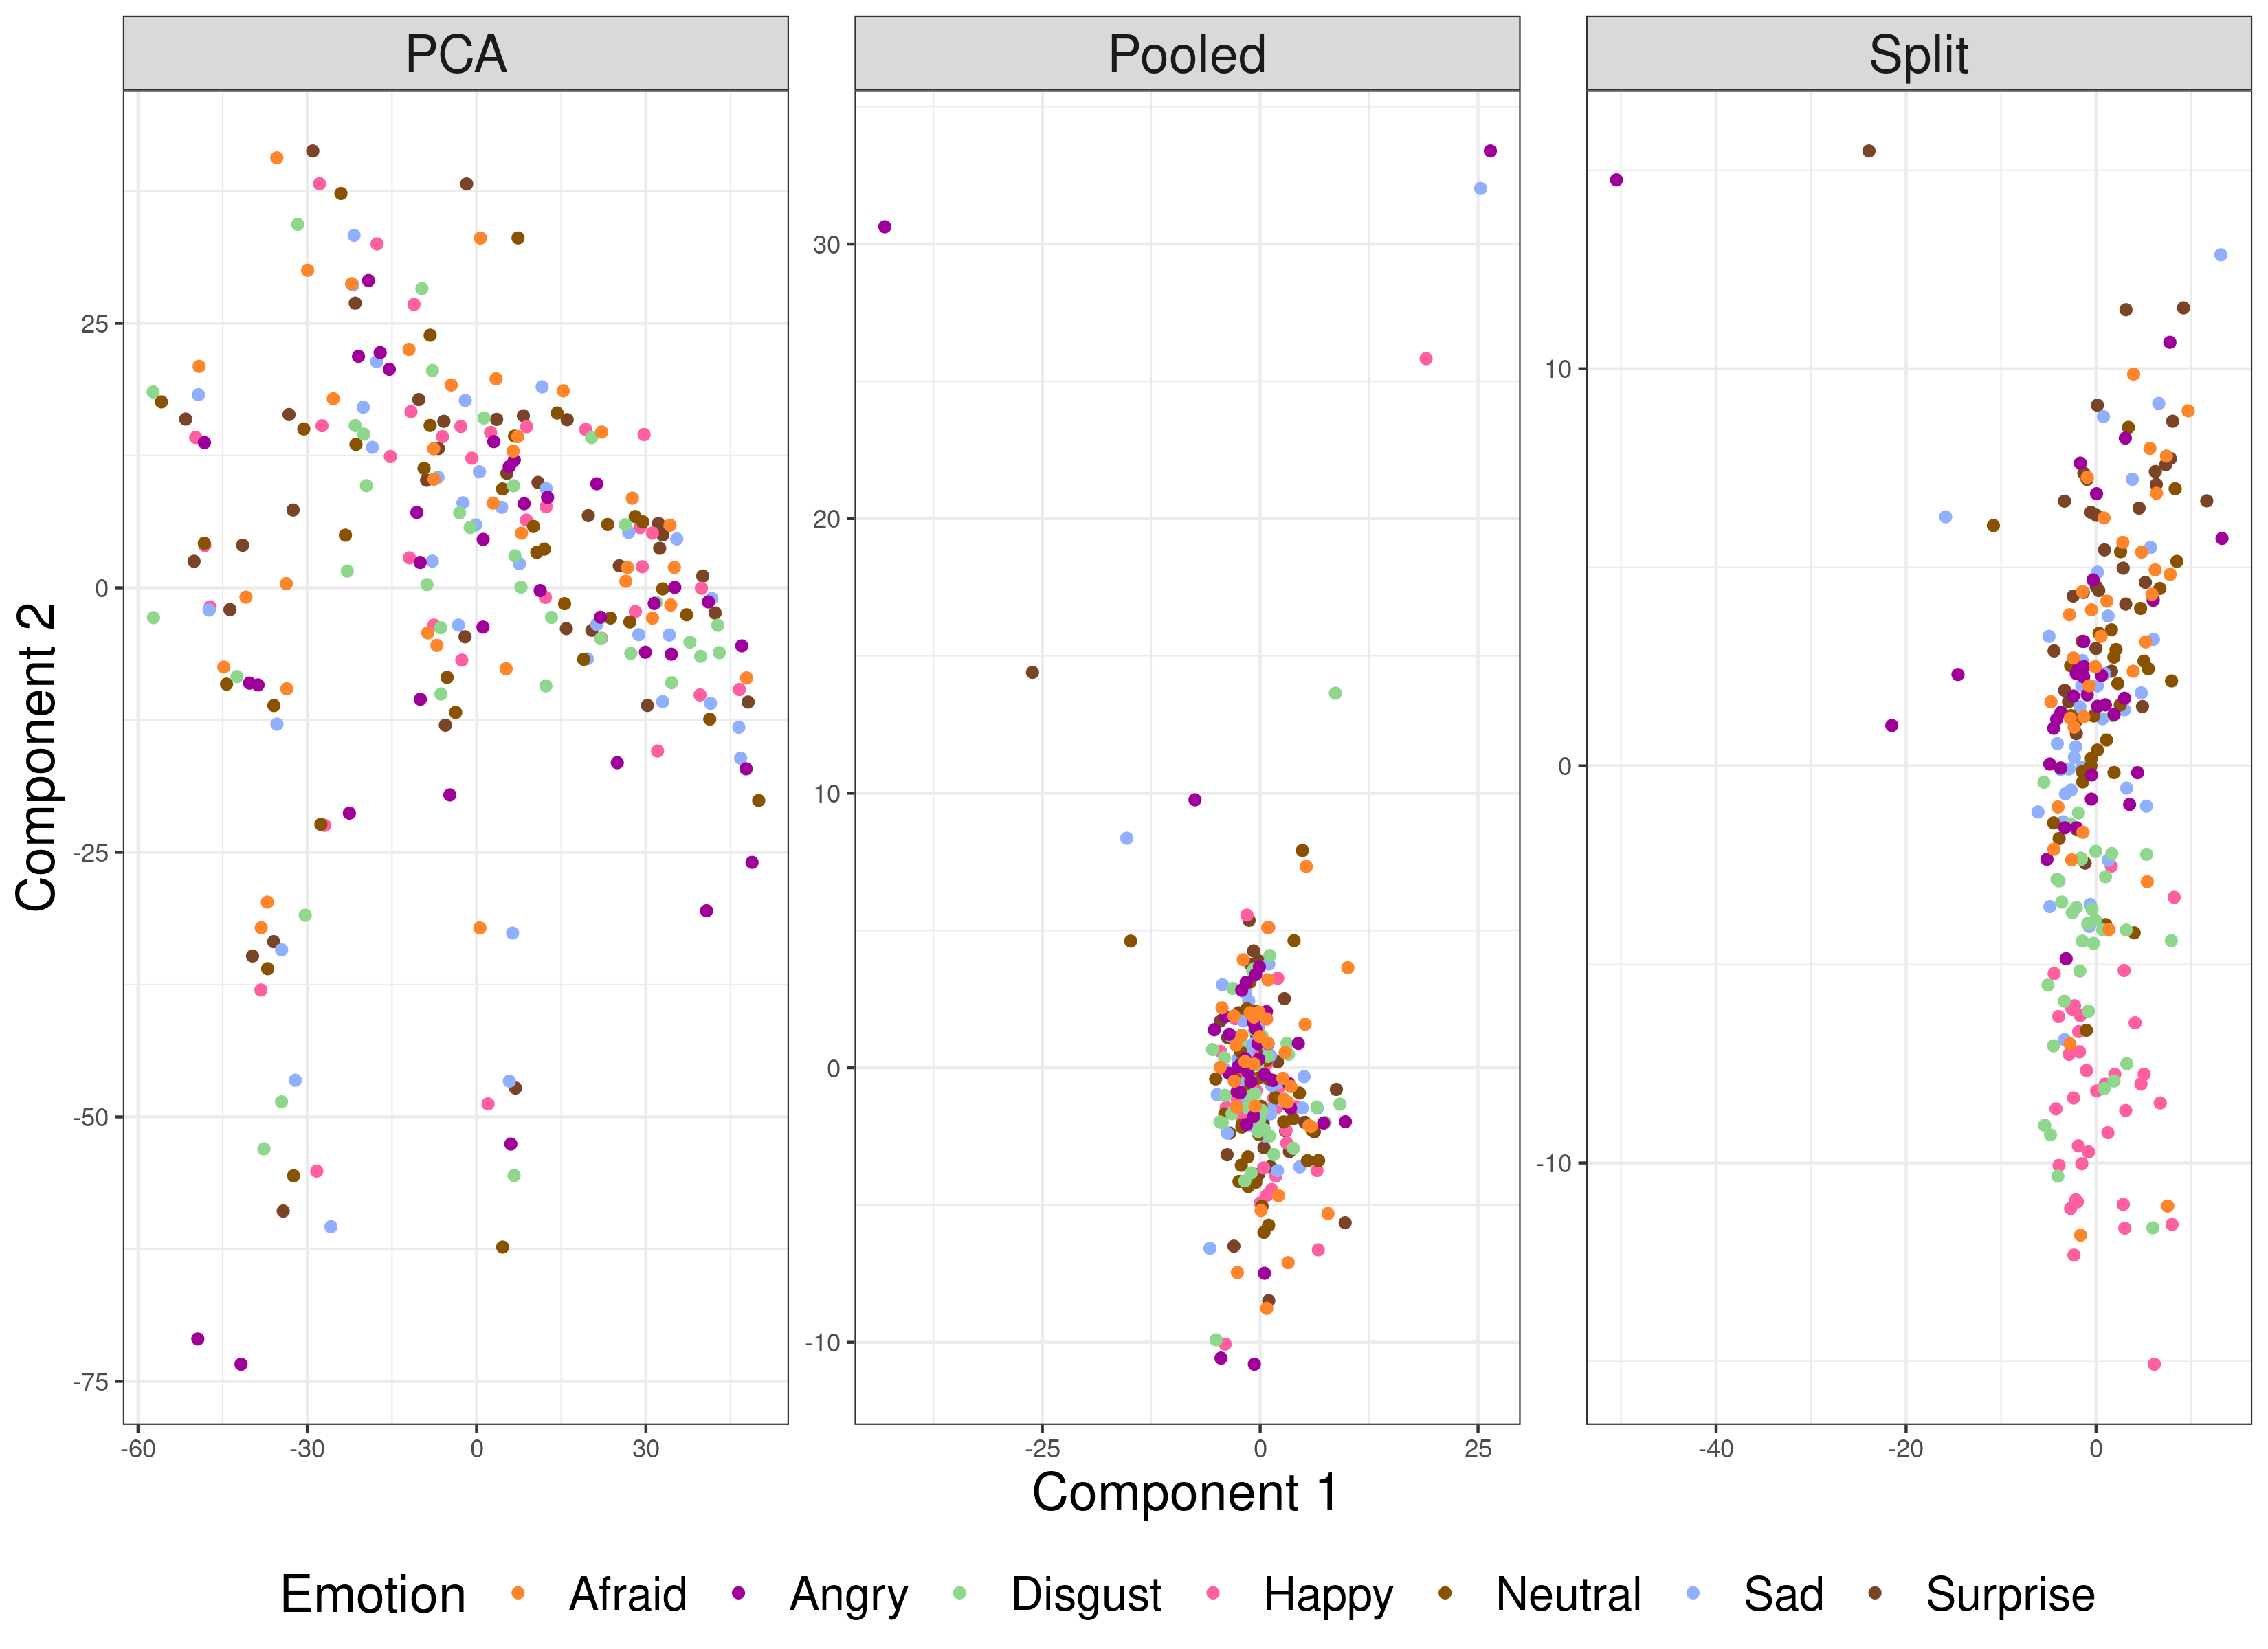 PCA Pooled Split
25
0
-25
-50
-75
30
20
10
0
-10
10
0
-10
-60 -30 0 30
-25 0 25
-40 -20 0
Component 2
Component 1
Emotion Afraid Angry Disgust Happy Neutral Sad Surprise